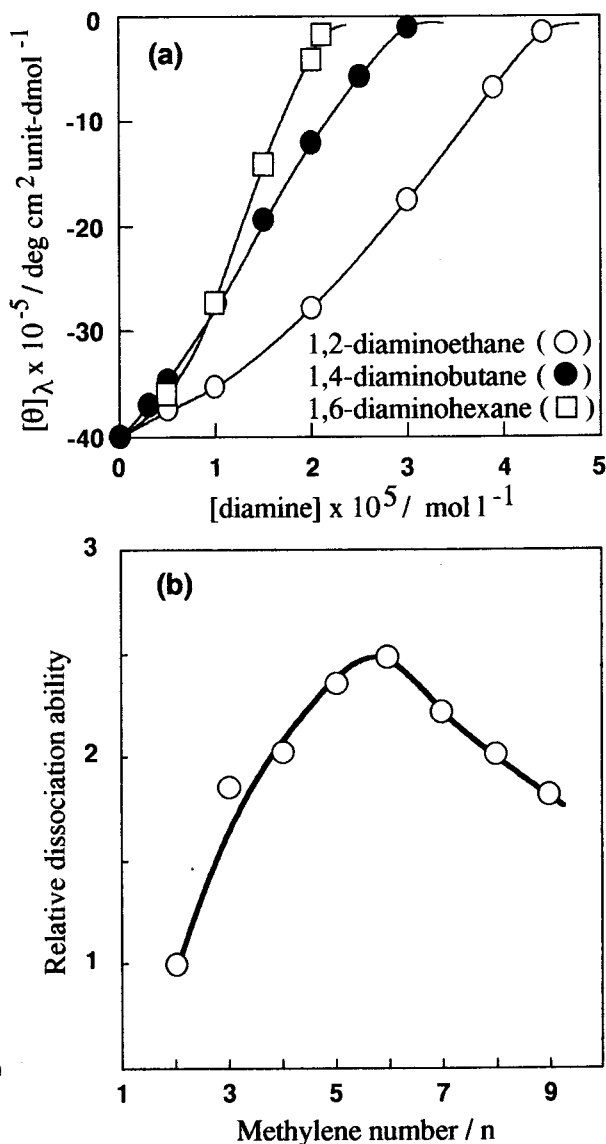 (a)
0
-10
-20
-30
-40
[θ]λ x 10⁻⁵ / deg cm² unit-dmol⁻¹
1,2-diaminoethane ( ○ )
1,4-diaminobutane ( ● )
1,6-diaminohexane ( □ )
0 1 2 3 4 5
[diamine] x 10⁵ / mol l⁻¹
(b)
3
2
1
Relative dissociation ability
1 3 5 7 9
Methylene number / n